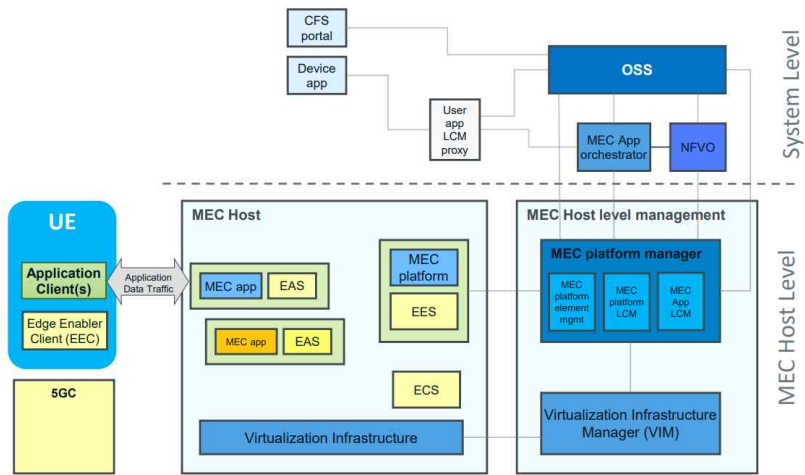 CFS
portal
Device
app
OSS
User
app
LCM
proxy
MEC App
orchestrator
NFVO
System Level
UE
Application
Client(s)
Edge Enabler
Client (EEC)
5GC
Application
Data Traffic
MEC Host
MEC app
EAS
MEC app
EAS
MEC
platform
EES
ECS
Virtualization Infrastructure
MEC Host level management
MEC platform manager
MEC
platform
element
mgmt
MEC
platform
LCM
MEC
App
LCM
Virtualization Infrastructure
Manager (VIM)
MEC Host Level